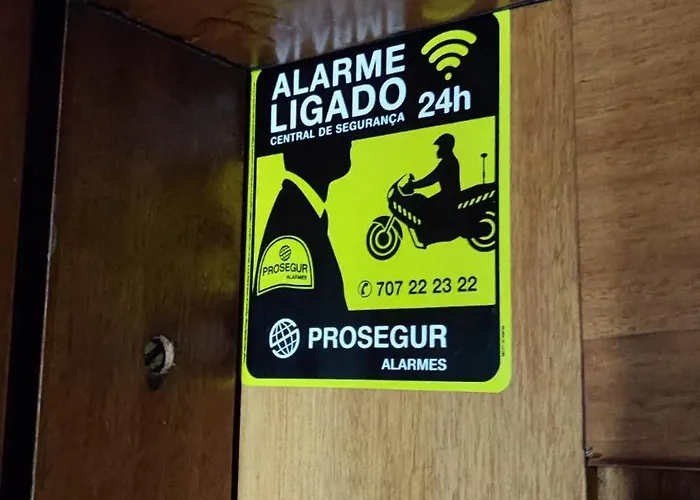 ALARME
LIGADO 24h
CENTRAL DE SEGURANÇA
PROSEGUR
ALARMES
707 22 23 22
PROSEGUR
ALARMES